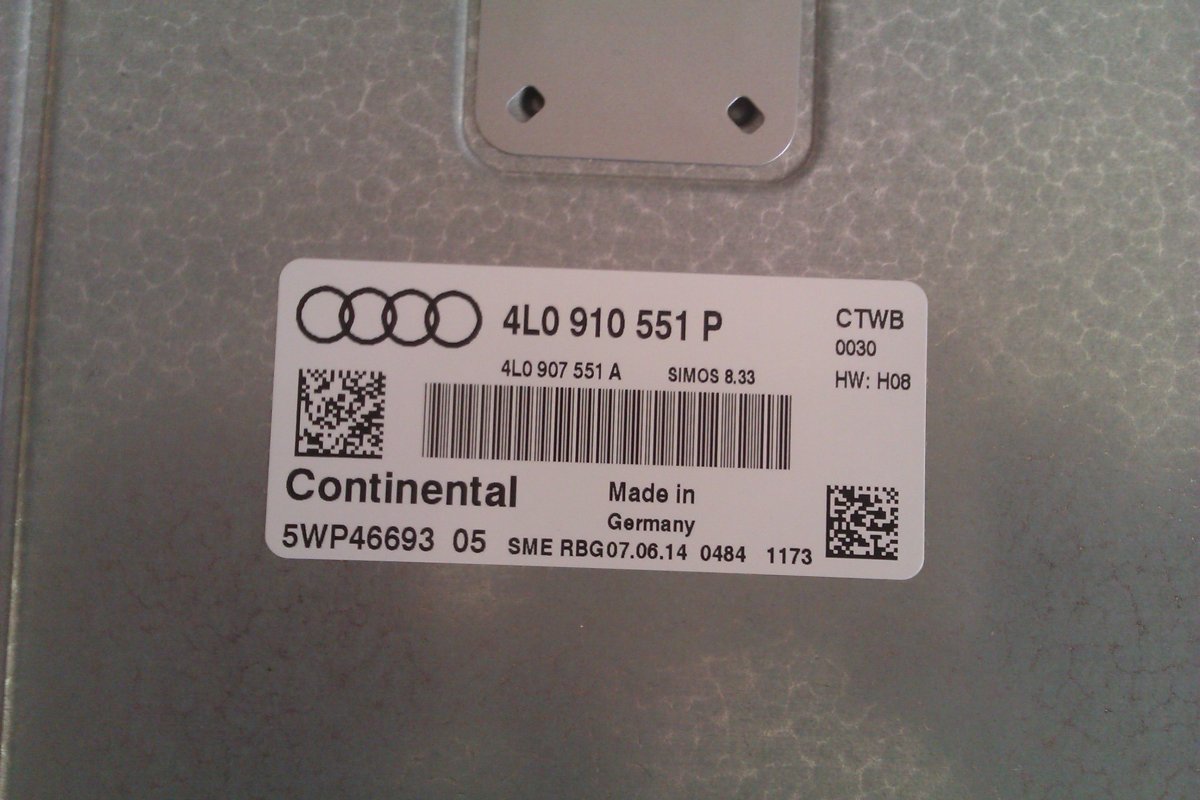 4L0 910 551 P
CTWB
0030
4L0 907 551 A SIMOS 8.33
HW: H08
Continental
Made in
Germany
5WP46693 05 SME RBG07.06.14 0484 1173